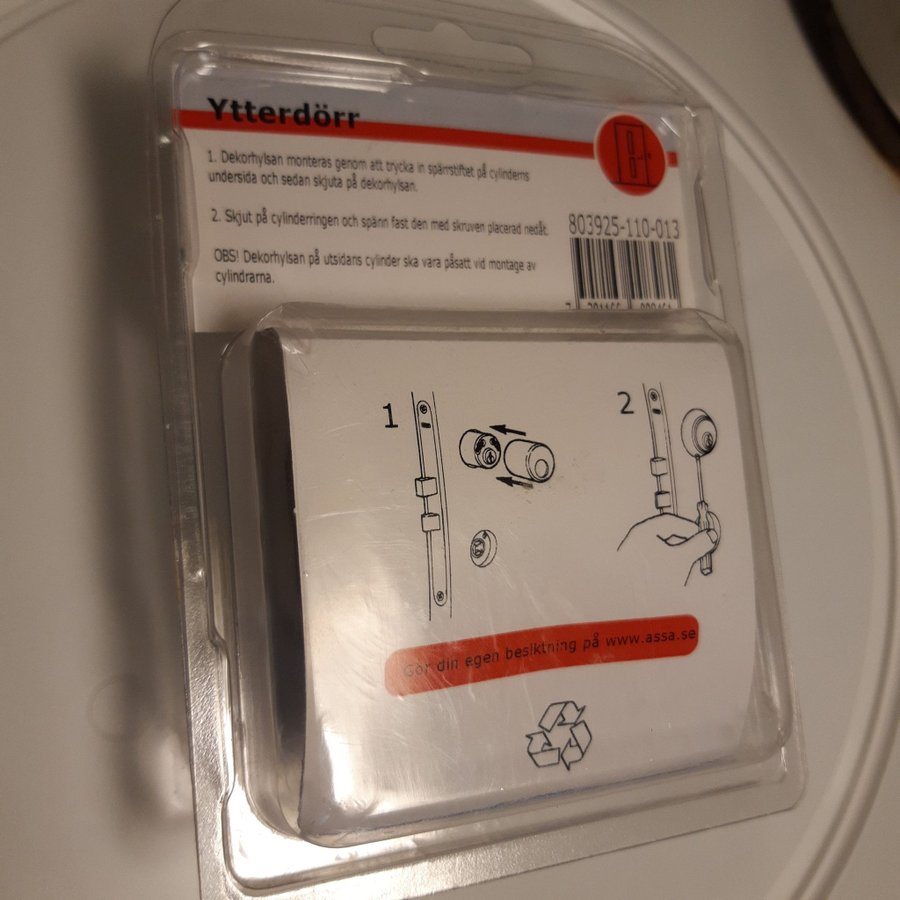 Ytterdörr
1. Dekorhylsan monteras genom att trycka in spärrstiftet på cylinderns
undersida och sedan skjuta på dekorhylsan.
2. Skjut på cylinderringen och spänn fast den med skruven placerad nedåt.
OBS! Dekorhylsan på utsidans cylinder ska vara påsatt vid montage av
cylindrarna.
803925-110-013
1
2
Gör din egen besiktning på www.assa.se